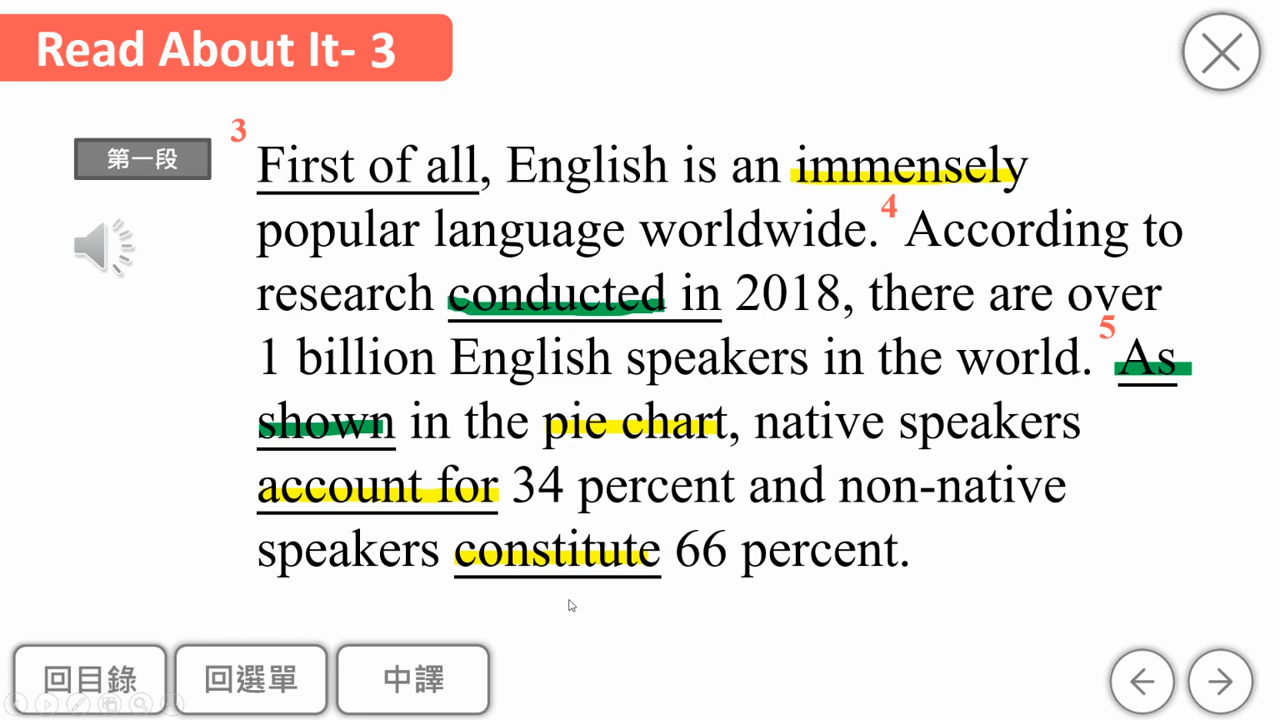 Read About It- 3
第一段
3 First of all, English is an immensely
popular language worldwide. 4 According to
research conducted in 2018, there are over
1 billion English speakers in the world. 5 As
shown in the pie chart, native speakers
account for 34 percent and non-native
speakers constitute 66 percent.
回目錄 回選單 中譯